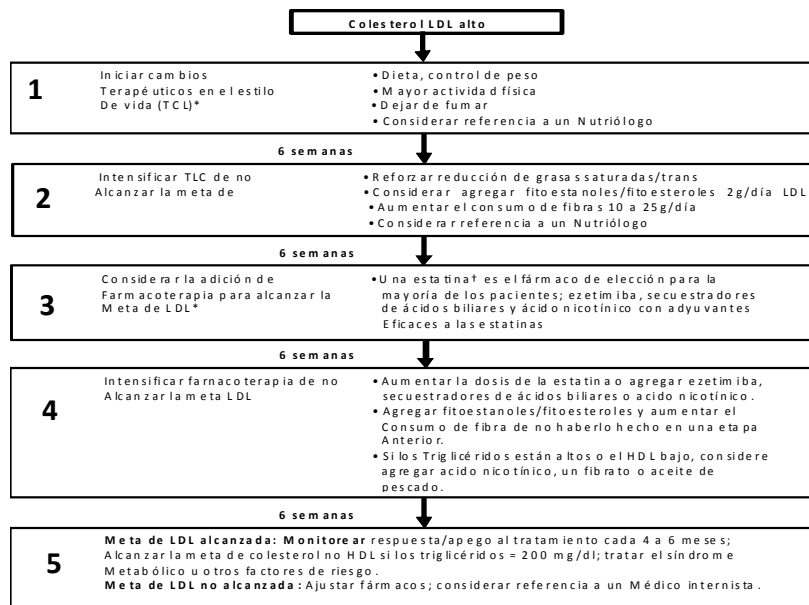 Colesterol LDL alto
1
Iniciar cambios
Terapéuticos en el estilo
De vida (TCL)*
• Dieta, control de peso
• Mayor actividad física
• Dejar de fumar
• Considerar referencia a un Nutriólogo
6 semanas
2
Intensificar TLC de no
Alcanzar la meta de
• Reforzar reducción de grasas saturadas/trans
• Considerar agregar fitoestanoles/fitoesteroles 2g/día LDL
• Aumentar el consumo de fibras 10 a 25g/día
• Considerar referencia a un Nutriólogo
6 semanas
3
Considerar la adición de
Farmacoterapia para alcanzar la
Meta de LDL*
• Una estatina† es el fármaco de elección para la
mayoría de los pacientes; ezetimiba, secuestradores
de ácidos biliares y ácido nicotínico con adyuvantes
Eficaces a las estatinas
6 semanas
4
Intensificar farnacoterapia de no
Alcanzar la meta LDL
• Aumentar la dosis de la estatina o agregar ezetimiba,
secuestradores de ácidos biliares o acido nicotínico.
• Agregar fitoestanoles/fitoesteroles y aumentar el
Consumo de fibra de no haberlo hecho en una etapa
Anterior.
• Si los Triglicéridos están altos o el HDL bajo, considere
agregar acido nicotínico, un fibrato o aceite de
pescado.
6 semanas
5
Meta de LDL alcanzada: Monitorear respuesta/apego al tratamiento cada 4 a 6 meses;
Alcanzar la meta de colesterol no HDL si los triglicéridos = 200 mg/dl; tratar el síndrome
Metabólico u otros factores de riesgo.
Meta de LDL no alcanzada: Ajustar fármacos; considerar referencia a un Médico internista.